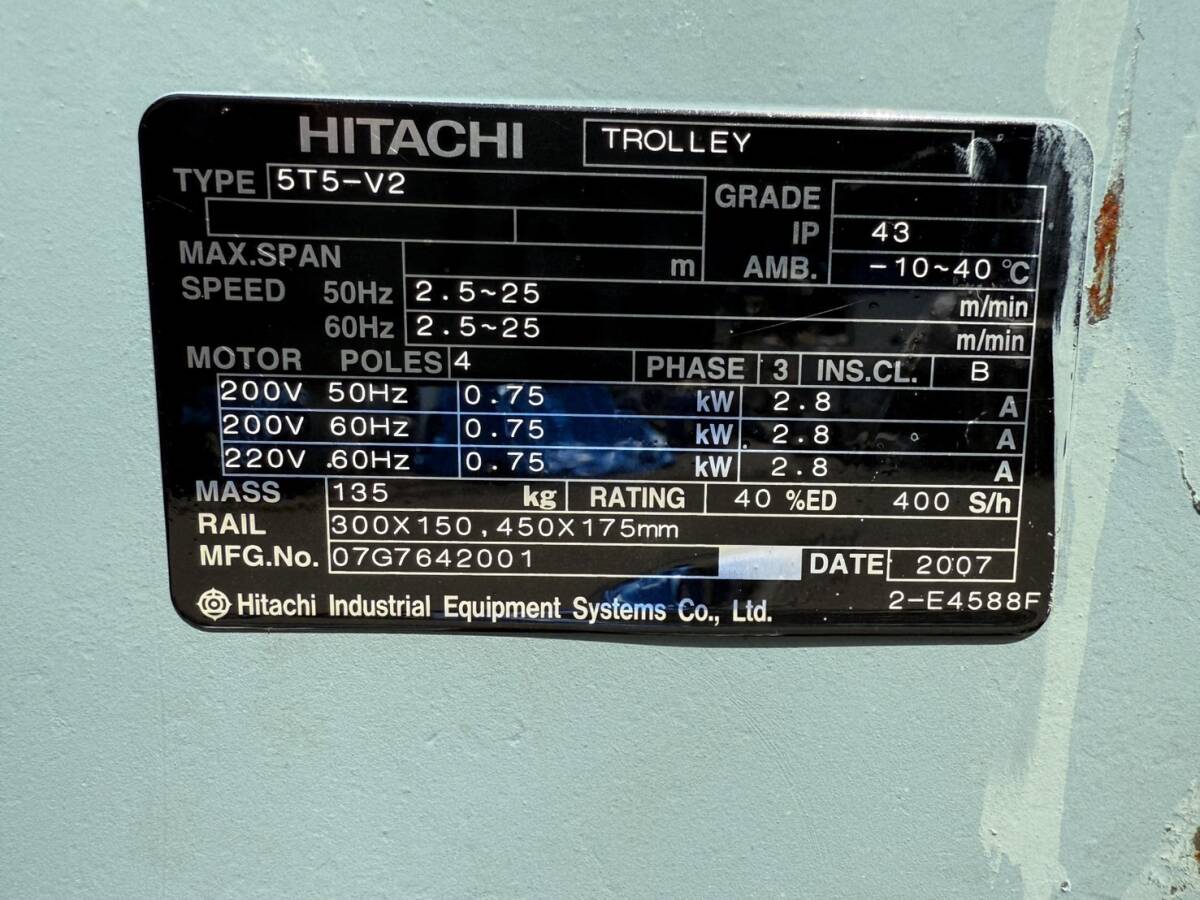 HITACHI TROLLEY
TYPE 5T5-V2
GRADE
IP 43
MAX.SPAN m AMB. -10~40 °C
SPEED 50Hz 2.5~25 m/min
60Hz 2.5~25 m/min
MOTOR POLES 4 PHASE 3 INS.CL. B
200V 50Hz 0.75 kW 2.8 A
200V 60Hz 0.75 kW 2.8 A
220V 60Hz 0.75 kW 2.8 A
MASS 135 kg RATING 40 %ED 400 S/h
RAIL 300X150,450X175mm
MFG.No. 07G7642001 DATE 2007
Hitachi Industrial Equipment Systems Co., Ltd. 2-E4588F